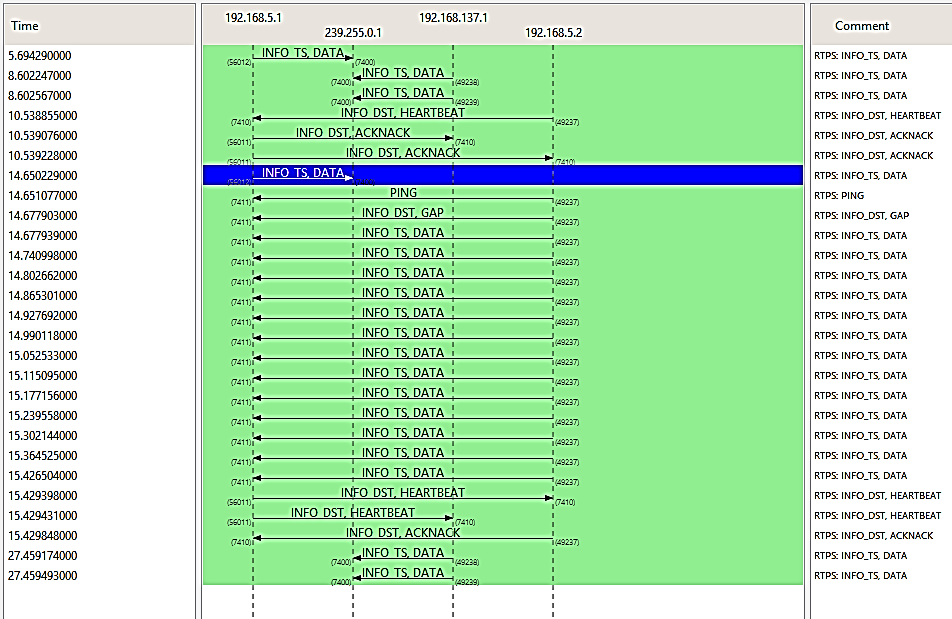 Time
192.168.5.1 192.168.137.1
239.255.0.1 192.168.5.2
Comment
5.694290000 (56012) INFO_TS, DATA (7400) RTPS: INFO_TS, DATA
8.602247000 (7400) INFO_TS, DATA (49238) RTPS: INFO_TS, DATA
8.602567000 (7400) INFO_TS, DATA (49239) RTPS: INFO_TS, DATA
10.538855000 (7410) INFO_DST, HEARTBEAT (49237) RTPS: INFO_DST, HEARTBEAT
10.539076000 (56011) INFO_DST, ACKNACK (7410) RTPS: INFO_DST, ACKNACK
10.539228000 (56011) INFO_DST, ACKNACK (7410) RTPS: INFO_DST, ACKNACK
14.650229000 (56012) INFO_TS, DATA RTPS: INFO_TS, DATA
14.651077000 (7411) PING (49237) RTPS: PING
14.677903000 (7411) INFO_DST, GAP (49237) RTPS: INFO_DST, GAP
14.677939000 (7411) INFO_TS, DATA (49237) RTPS: INFO_TS, DATA
14.740998000 (7411) INFO_TS, DATA (49237) RTPS: INFO_TS, DATA
14.802662000 (7411) INFO_TS, DATA (49237) RTPS: INFO_TS, DATA
14.865301000 (7411) INFO_TS, DATA (49237) RTPS: INFO_TS, DATA
14.927692000 (7411) INFO_TS, DATA (49237) RTPS: INFO_TS, DATA
14.990118000 (7411) INFO_TS, DATA (49237) RTPS: INFO_TS, DATA
15.052533000 (7411) INFO_TS, DATA (49237) RTPS: INFO_TS, DATA
15.115095000 (7411) INFO_TS, DATA (49237) RTPS: INFO_TS, DATA
15.177156000 (7411) INFO_TS, DATA (49237) RTPS: INFO_TS, DATA
15.239558000 (7411) INFO_TS, DATA (49237) RTPS: INFO_TS, DATA
15.302144000 (7411) INFO_TS, DATA (49237) RTPS: INFO_TS, DATA
15.364525000 (7411) INFO_TS, DATA (49237) RTPS: INFO_TS, DATA
15.426504000 (7411) INFO_TS, DATA (49237) RTPS: INFO_TS, DATA
15.429398000 (56011) INFO_DST, HEARTBEAT (7410) RTPS: INFO_DST, HEARTBEAT
15.429431000 (56011) INFO_DST, HEARTBEAT (7410) RTPS: INFO_DST, HEARTBEAT
15.429848000 (7410) INFO_DST, ACKNACK (49237) RTPS: INFO_DST, ACKNACK
27.459174000 (7400) INFO_TS, DATA (49238) RTPS: INFO_TS, DATA
27.459493000 (7400) INFO_TS, DATA (49239) RTPS: INFO_TS, DATA